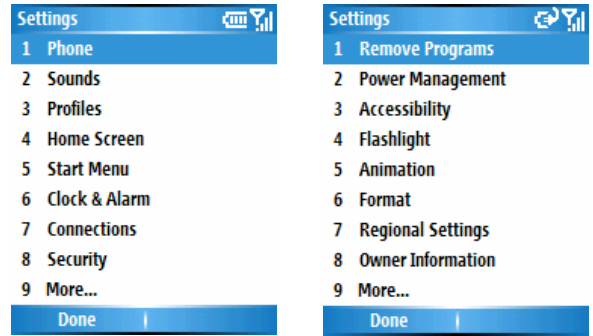 Settings
1 Phone
2 Sounds
3 Profiles
4 Home Screen
5 Start Menu
6 Clock & Alarm
7 Connections
8 Security
9 More...
Done
Settings
1 Remove Programs
2 Power Management
3 Accessibility
4 Flashlight
5 Animation
6 Format
7 Regional Settings
8 Owner Information
9 More...
Done